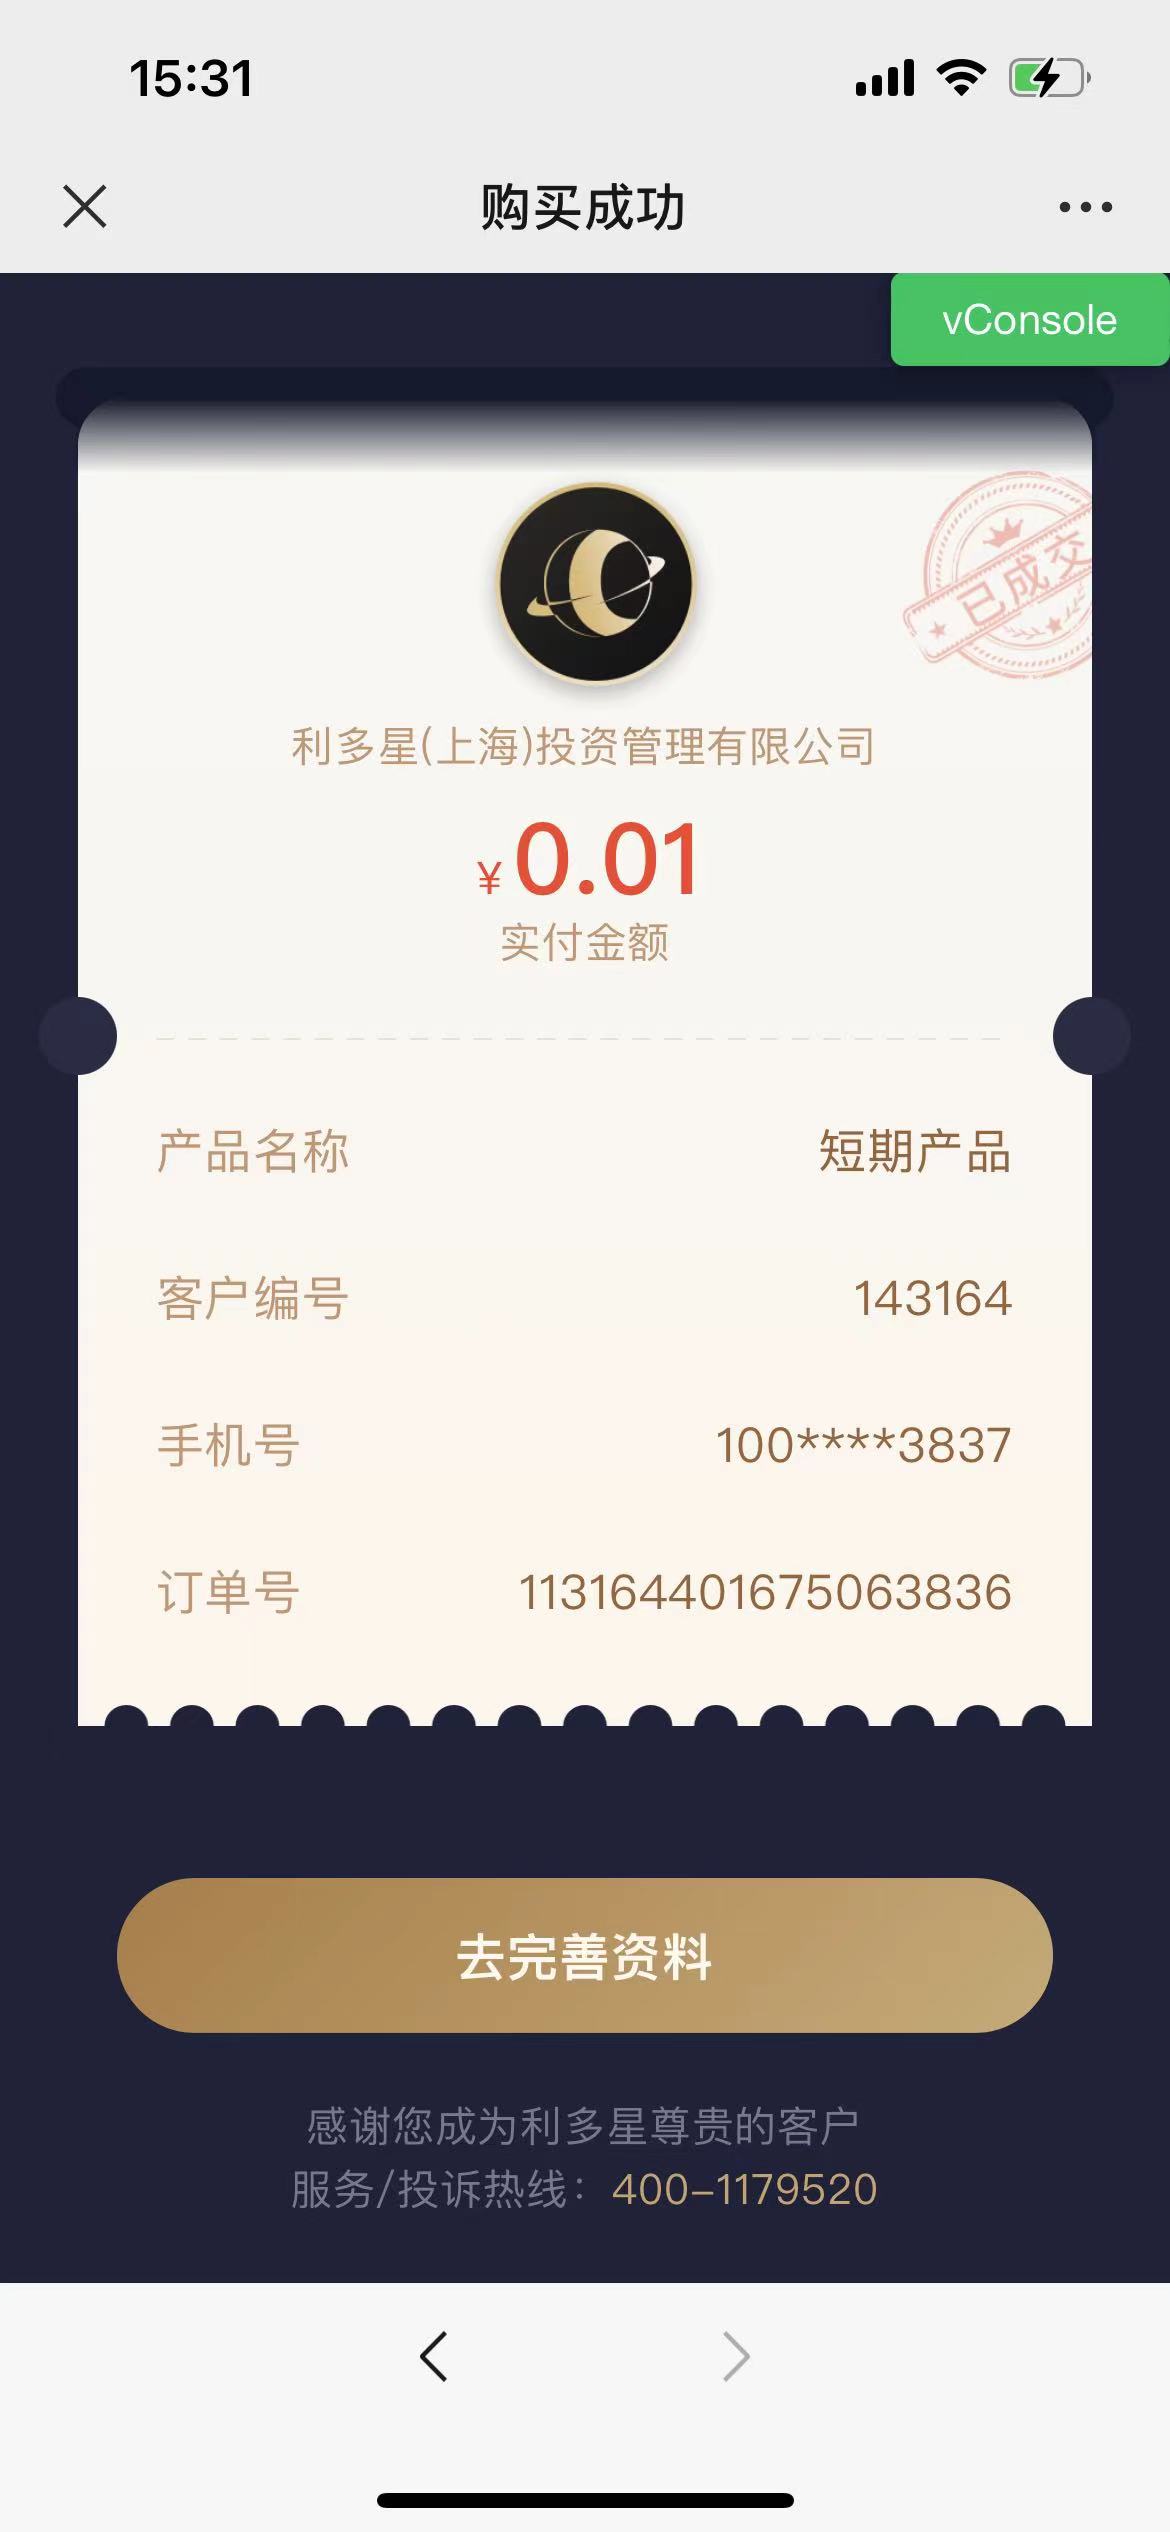 15:31
购买成功
vConsole
已成交
利多星(上海)投资管理有限公司
¥0.01
实付金额
产品名称 短期产品
客户编号 143164
手机号 100****3837
订单号 113164401675063836
去完善资料
感谢您成为利多星尊贵的客户
服务/投诉热线：400-1179520